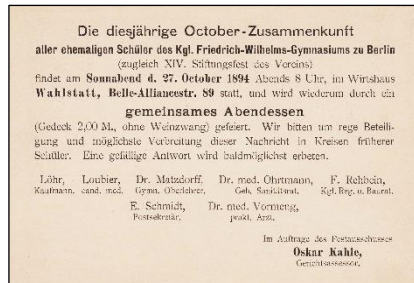 Die diesjährige October-Zusammenkunft
aller ehemaligen Schüler des Kgl. Friedrich-Wilhelms-Gymnasiums zu Berlin
(zugleich XIV. Stiftungsfest des Vereins)
findet am Sonnabend d. 27. October 1894 Abends 8 Uhr, im Wirtshaus
Wahlstatt, Belle-Alliancestr. 89 statt, und wird wiederum durch ein
gemeinsames Abendessen
(Gedeck 2,00 M., ohne Weinzwang) gefeiert. Wir bitten um rege Beteili-
gung und möglichste Verbreitung dieser Nachricht in Kreisen früherer
Schüler. Eine gefällige Antwort wird baldmöglichst erbeten.
Löhr, Loubier, Dr. Matzdorff, Dr. med. Ohrtmann, F. Rehbein,
Kaufmann. cand. med. Gymn. Oberlehrer. Geh. Sanitätsrat. Kgl. Reg. u. Baurat.
E. Schmidt, Dr. med. Vormeng,
Postsekretär. prakt. Arzt.
Im Auftrage des Festausschusses
Oskar Kahle,
Gerichtsassessor.